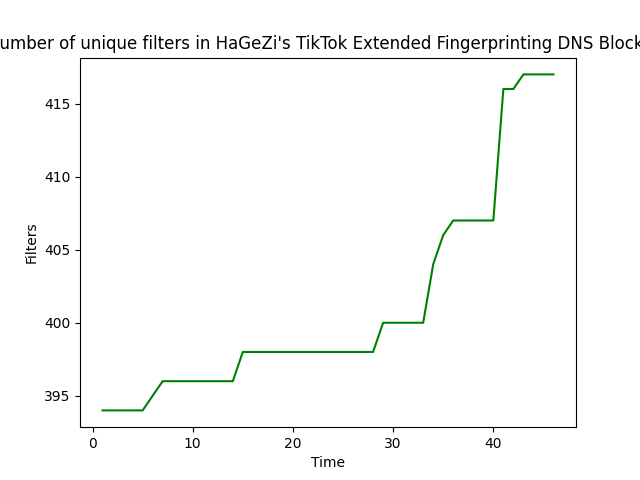 umber of unique filters in HaGeZi's TikTok Extended Fingerprinting DNS Block
415
410
405
400
395
Filters
0 10 20 30 40
Time